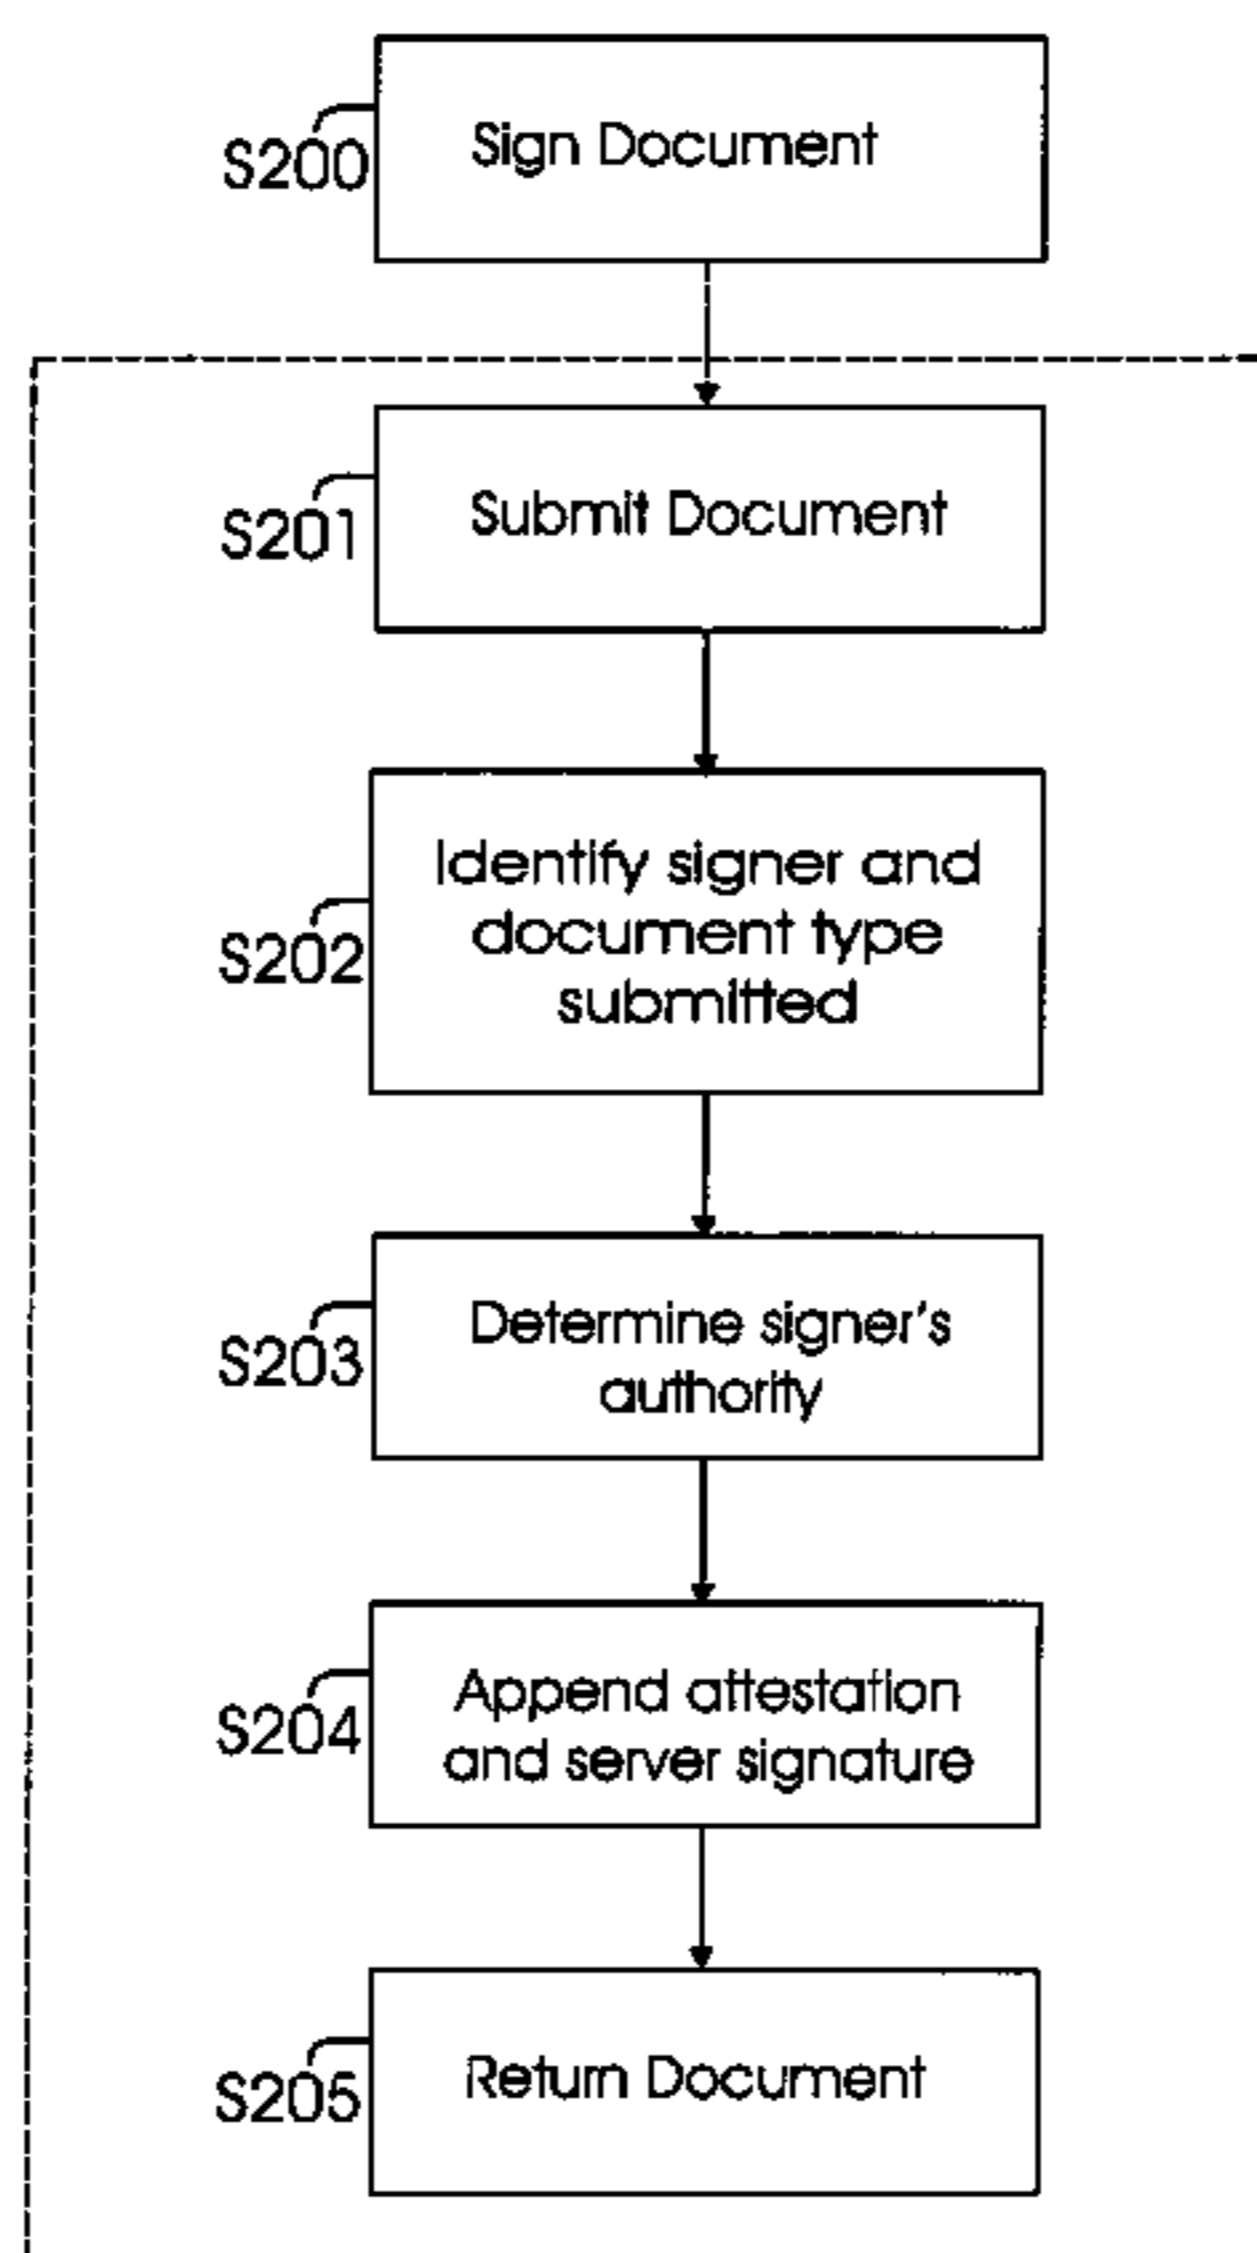 Sign Document
S200
Submit Document
S201
Identify signer and
document type
submitted
S202
Determine signer's
authority
S203
Append attestation
and server signature
S204
Return Document
S205